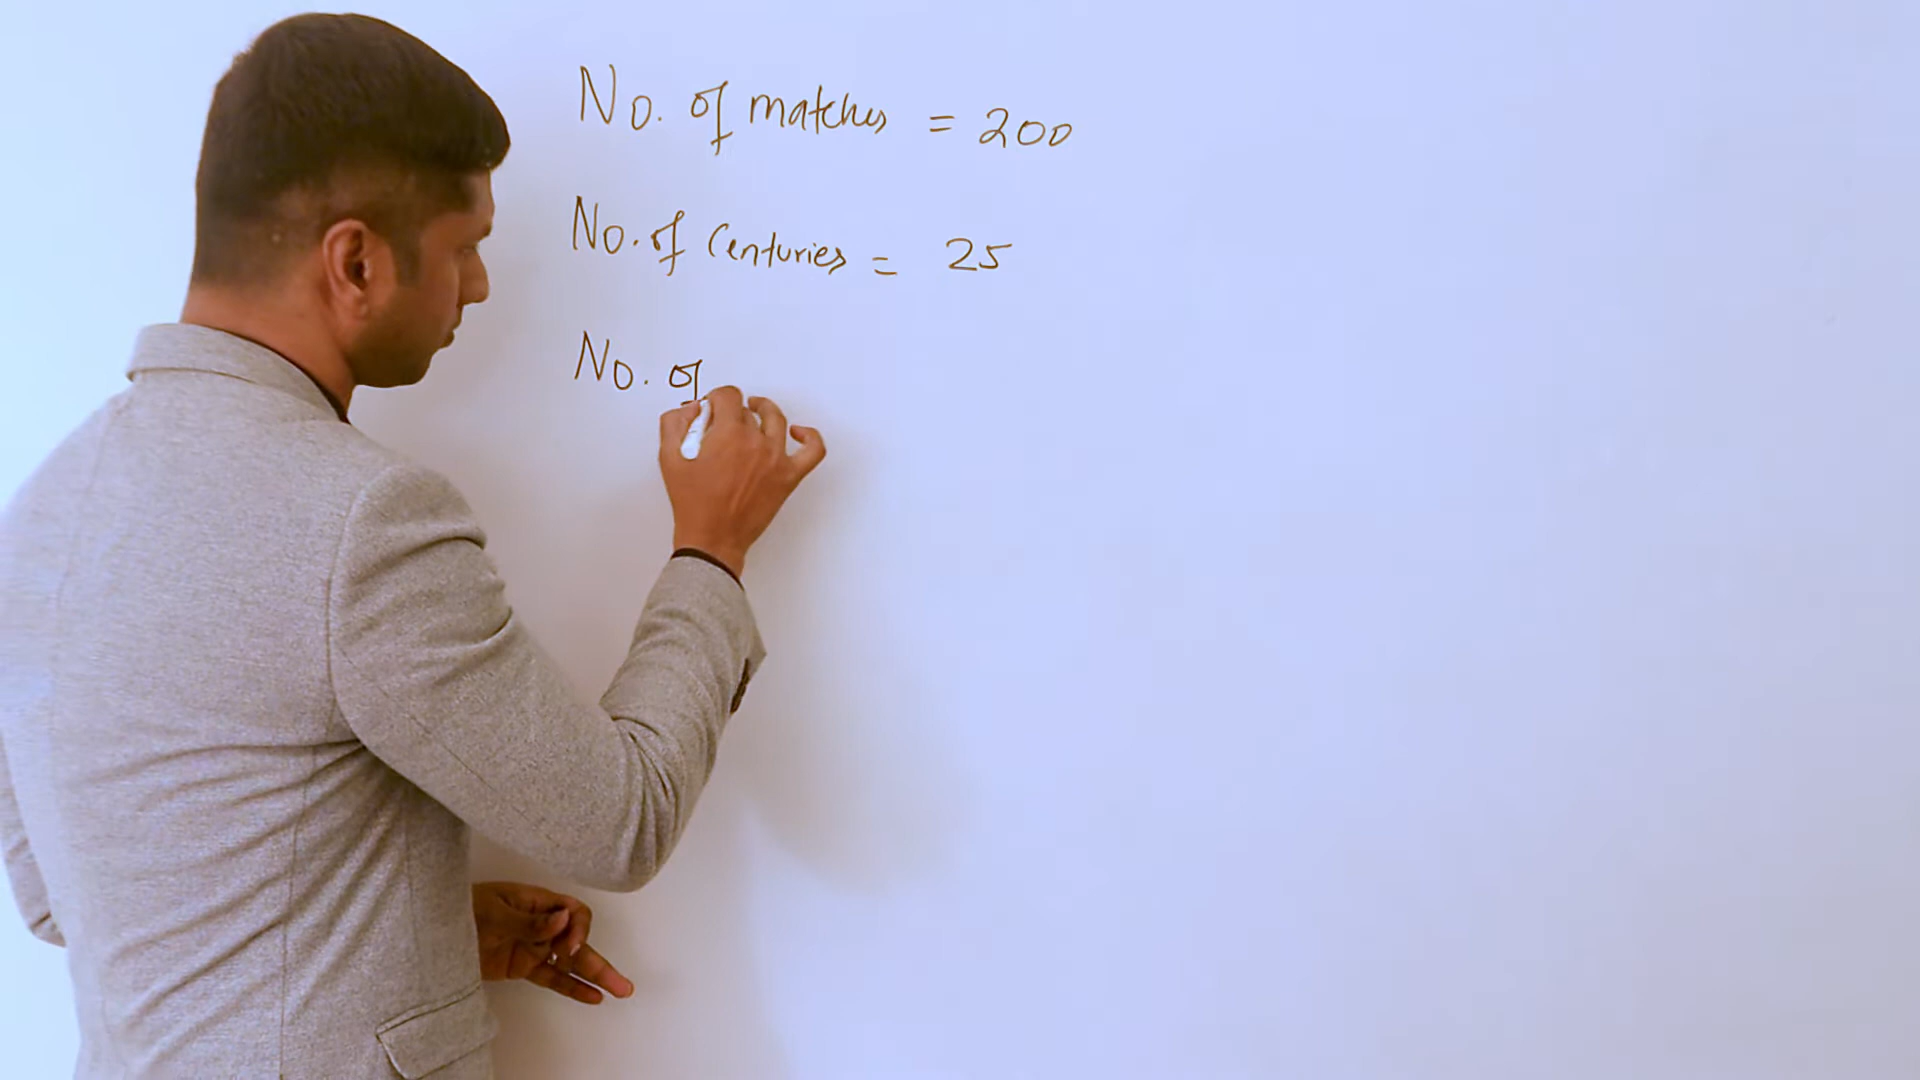 No. of matches = 200
No. of Centuries = 25
No. of